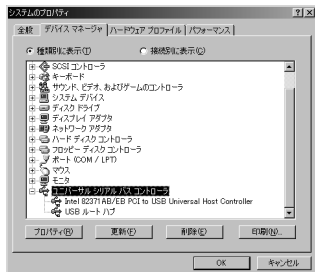 システムのプロパティ
全般 デバイス マネージャ ハードウェア プロファイル パフォーマンス
種類別に表示(T) 接続別に表示(C)
SCSI コントローラ
キーボード
サウンド、ビデオ、およびゲームのコントローラ
システム デバイス
ディスク ドライブ
ディスプレイ アダプタ
ネットワーク アダプタ
ハード ディスク コントローラ
フロッピー ディスク コントローラ
ポート (COM / LPT)
マウス
モニタ
ユニバーサル シリアル バス コントローラ
Intel 82371AB/EB PCI to USB Universal Host Controller
USB ルート ハブ
プロパティ(R) 更新(F) 削除(E) 印刷(N)...
OK キャンセル